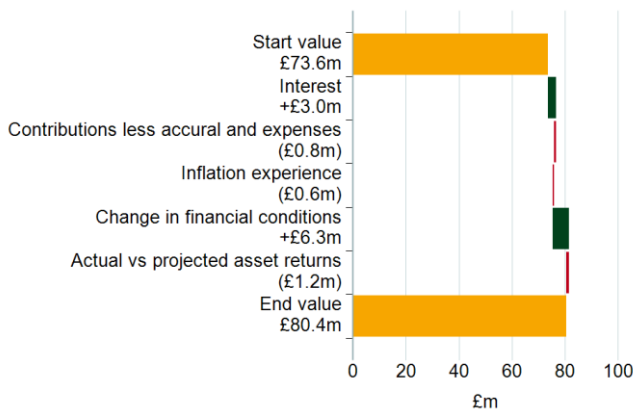 Start value
£73.6m
Interest
+£3.0m
Contributions less accural and expenses
(£0.8m)
Inflation experience
(£0.6m)
Change in financial conditions
+£6.3m
Actual vs projected asset returns
(£1.2m)
End value
£80.4m
0 20 40 60 80 100
£m